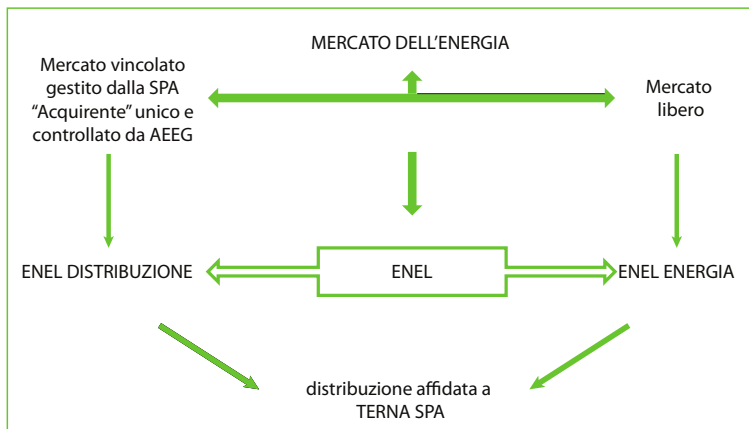 MERCATO DELL’ENERGIA
Mercato vincolato
gestito dalla SPA
“Acquirente” unico e
controllato da AEEG
Mercato
libero
ENEL DISTRIBUZIONE
ENEL
ENEL ENERGIA
distribuzione affidata a
TERNA SPA